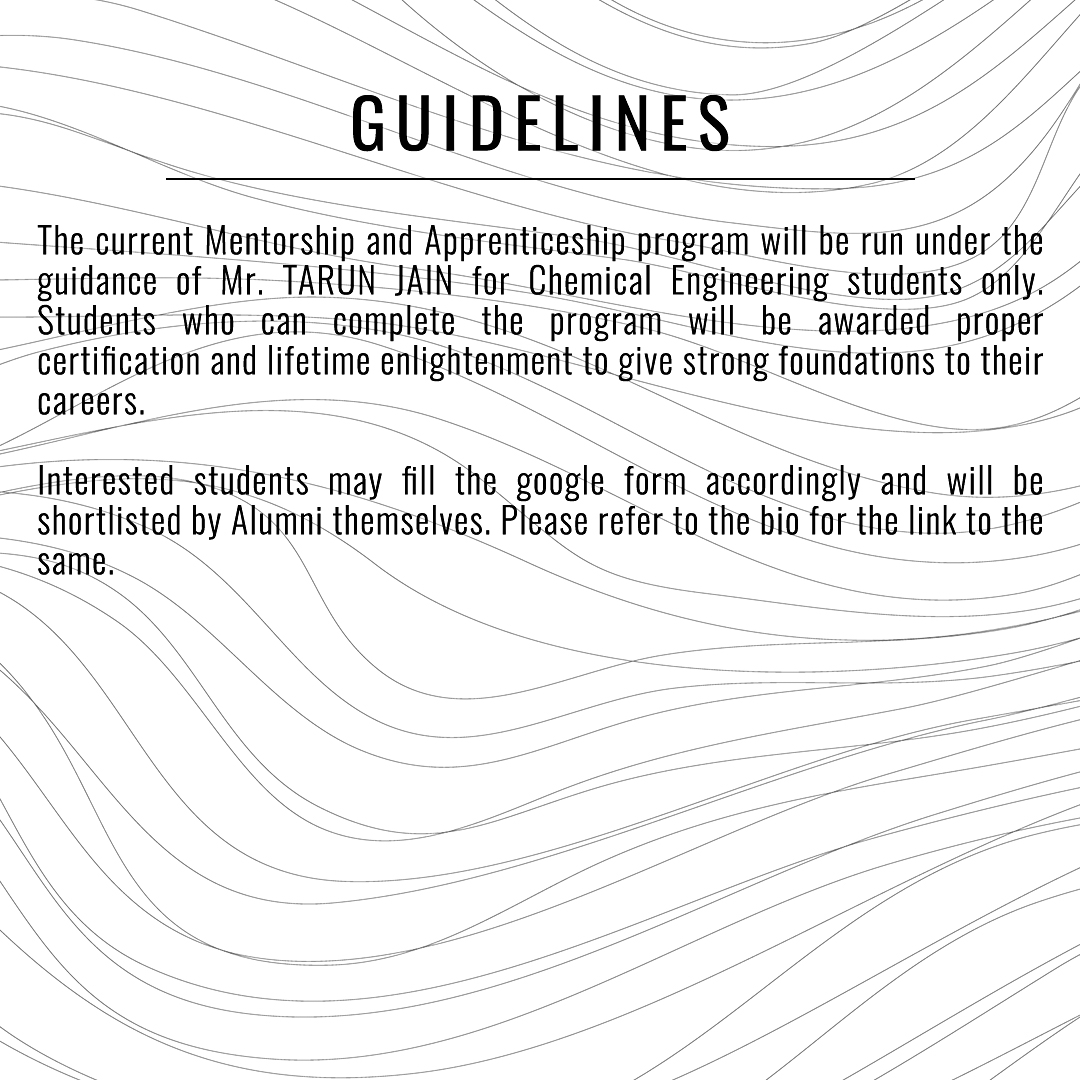 GUIDELINES
The current Mentorship and Apprenticeship program will be run under the
guidance of Mr. TARUN JAIN for Chemical Engineering students only.
Students who can complete the program will be awarded proper
certification and lifetime enlightenment to give strong foundations to their
careers.
Interested students may fill the google form accordingly and will be
shortlisted by Alumni themselves. Please refer to the bio for the link to the
same.